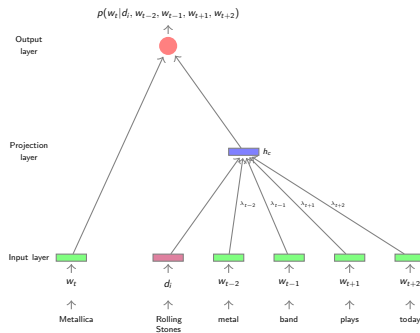 p(w_t|d_i, w_{t−2}, w_{t−1}, w_{t+1}, w_{t+2})
Output
layer
Projection
layer
h_c
λ_{t−2} λ_{t−1} λ_{t+1} λ_{t+2}
Input layer
w_t d_i w_{t−2} w_{t−1} w_{t+1} w_{t+2}
Metallica Rolling metal band plays today
Stones